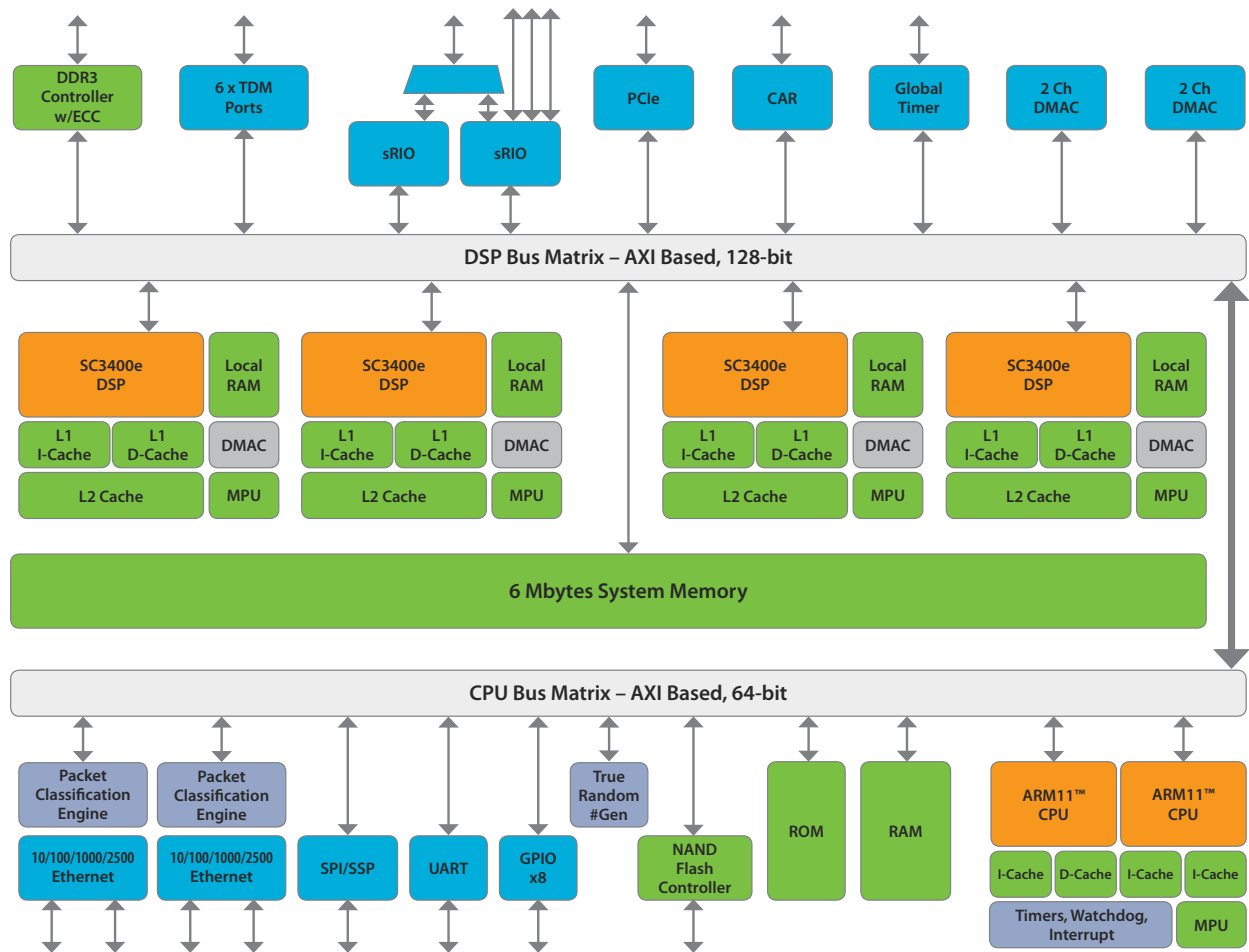 DDR3
Controller
w/ECC
6 x TDM
Ports
sRIO
sRIO
PCIe
CAR
Global
Timer
2 Ch
DMAC
2 Ch
DMAC
DSP Bus Matrix – AXI Based, 128-bit
SC3400e
DSP
Local
RAM
L1
I-Cache
L1
D-Cache
DMAC
L2 Cache
MPU
SC3400e
DSP
Local
RAM
L1
I-Cache
L1
D-Cache
DMAC
L2 Cache
MPU
SC3400e
DSP
Local
RAM
L1
I-Cache
L1
D-Cache
DMAC
L2 Cache
MPU
SC3400e
DSP
Local
RAM
L1
I-Cache
L1
D-Cache
DMAC
L2 Cache
MPU
6 Mbytes System Memory
CPU Bus Matrix – AXI Based, 64-bit
Packet
Classification
Engine
10/100/1000/2500
Ethernet
Packet
Classification
Engine
10/100/1000/2500
Ethernet
SPI/SSP
UART
GPIO
x8
True
Random
#Gen
NAND
Flash
Controller
ROM
RAM
ARM11™
CPU
ARM11™
CPU
I-Cache
D-Cache
I-Cache
I-Cache
Timers, Watchdog,
Interrupt
MPU